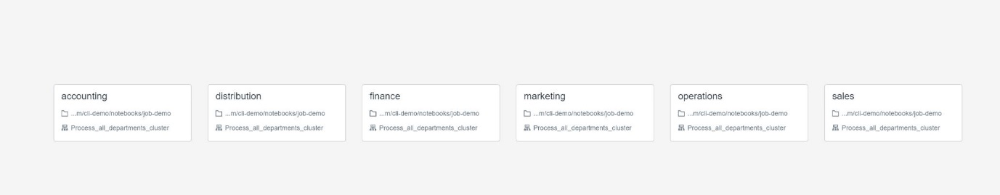 accounting
...m/cli-demo/notebooks/job-demo
Process_all_departments_cluster
distribution
...m/cli-demo/notebooks/job-demo
Process_all_departments_cluster
finance
...m/cli-demo/notebooks/job-demo
Process_all_departments_cluster
marketing
...m/cli-demo/notebooks/job-demo
Process_all_departments_cluster
operations
...m/cli-demo/notebooks/job-demo
Process_all_departments_cluster
sales
...m/cli-demo/notebooks/job-demo
Process_all_departments_cluster